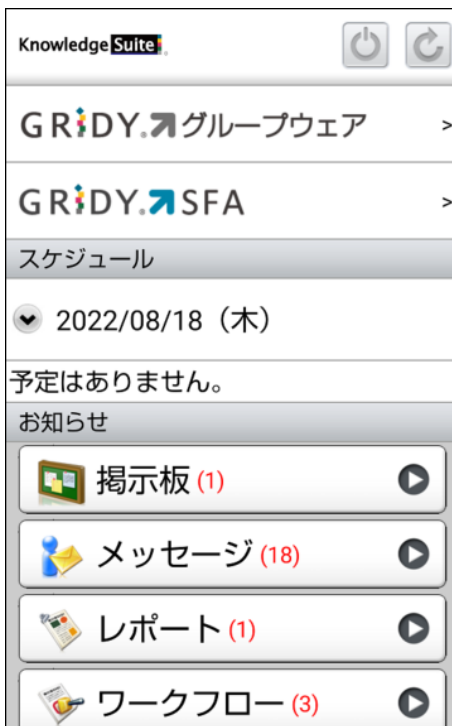 Knowledge Suite
GRIDY.グループウェア >
GRIDY.SFA >
スケジュール
2022/08/18（木）
予定はありません。
お知らせ
掲示板 (1)
メッセージ (18)
レポート (1)
ワークフロー (3)